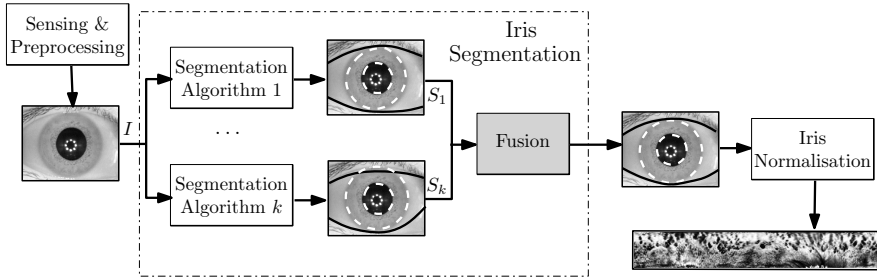 Sensing &
Preprocessing
Iris
Segmentation
Segmentation
Algorithm 1
S₁
I
. . .
Fusion
Iris
Normalisation
Segmentation
Algorithm k
Sₖ